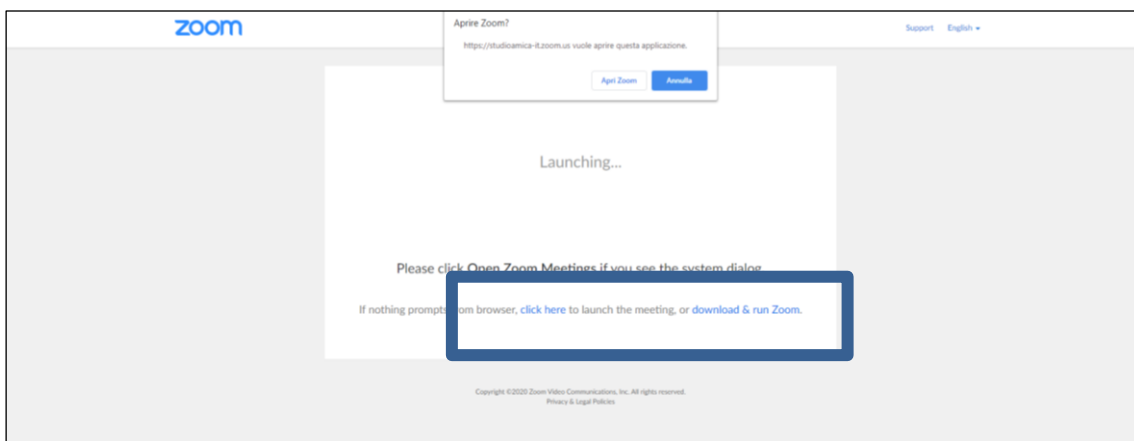 zoom
Aprire Zoom?
https://studioamica-it.zoom.us vuole aprire questa applicazione.
Apri Zoom
Annulla
Support
English
Launching...
Please click Open Zoom Meetings if you see the system dialog
If nothing prompts from browser, click here to launch the meeting, or download & run Zoom.
Copyright ©2020 Zoom Video Communications, Inc. All rights reserved.
Privacy & Legal Policies